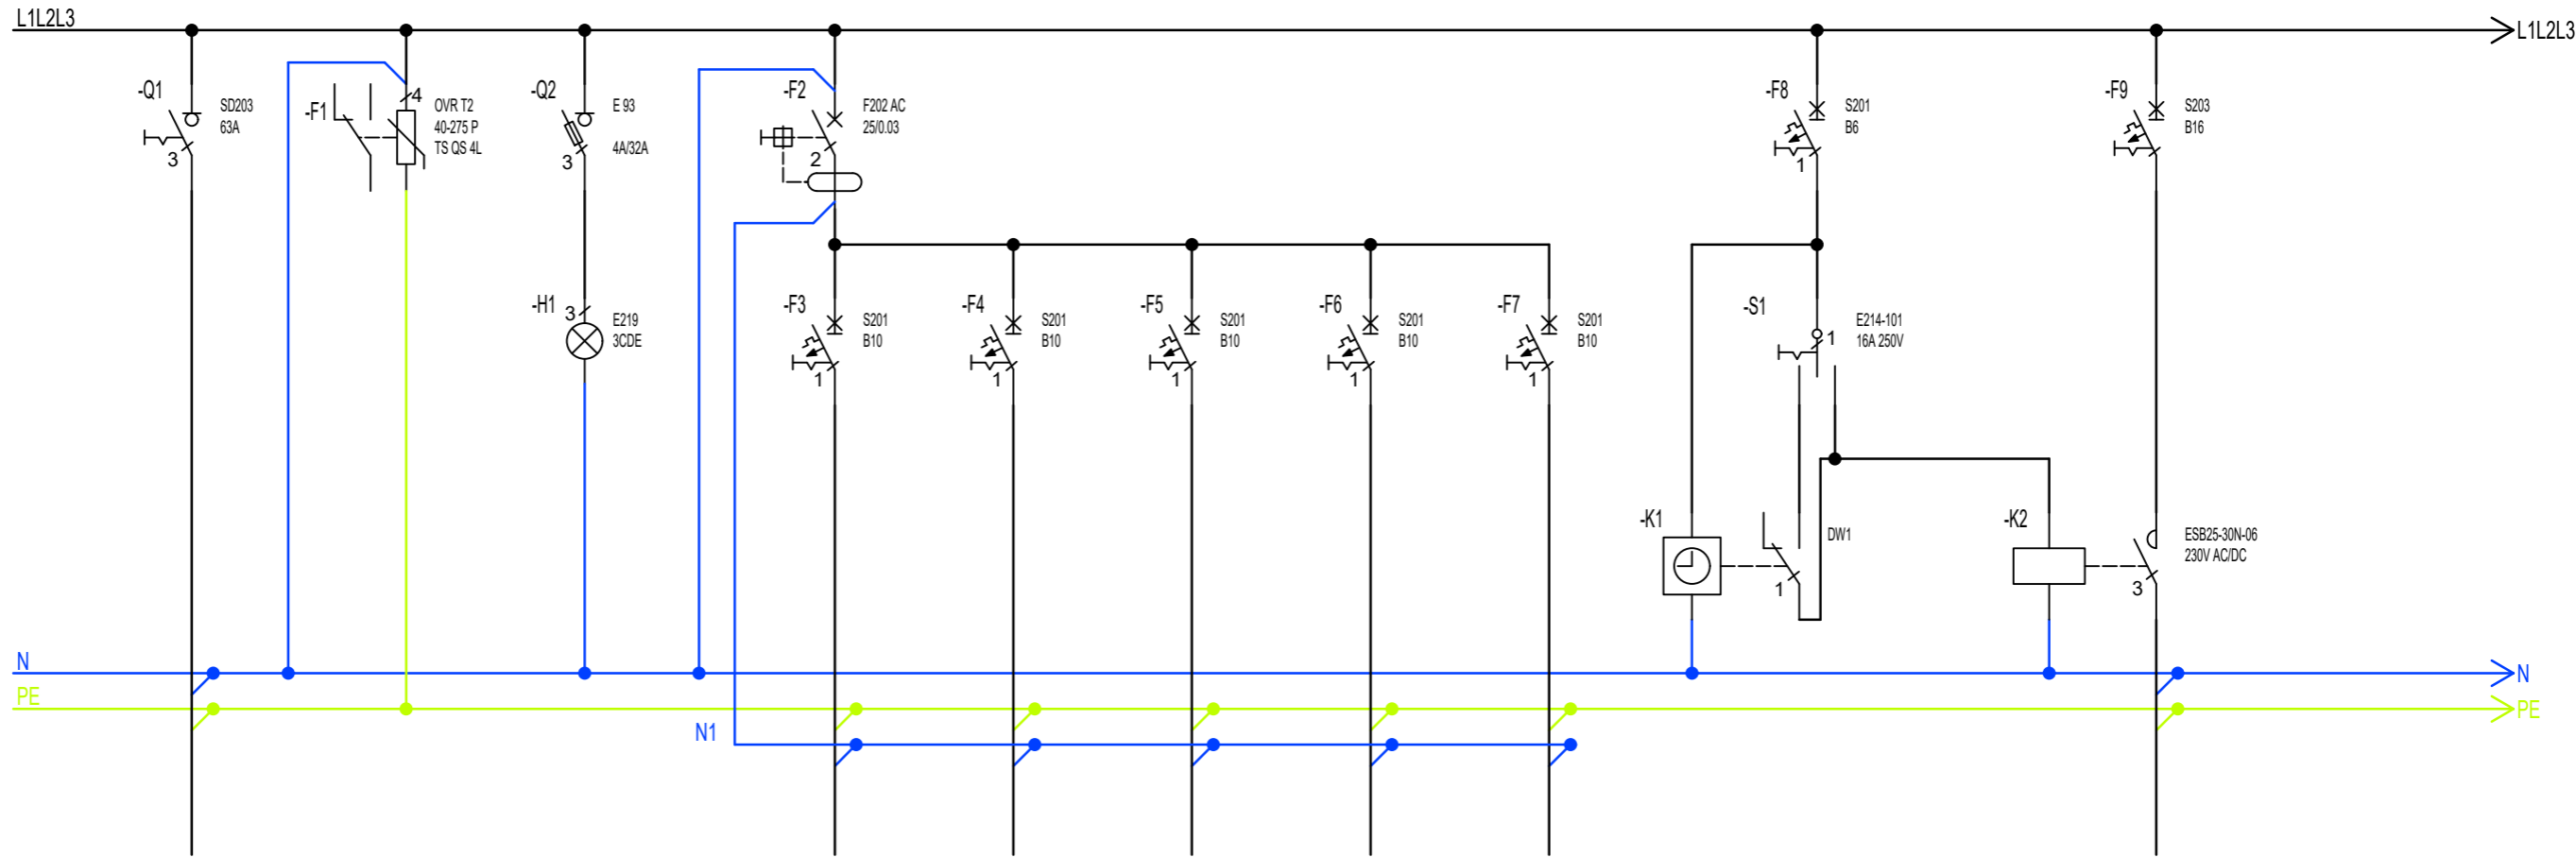 L1L2L3
L1L2L3
-Q1
SD203
63A
3
-F1
4
OVR T2
40-275 P
TS QS 4L
-Q2
E 93
4A/32A
3
-H1
3
E219
3CDE
-F2
F202 AC
25/0.03
2
-F3
S201
B10
1
-F4
S201
B10
1
-F5
S201
B10
1
-F6
S201
B10
1
-F7
S201
B10
1
-F8
S201
B6
1
-S1
E214-101
16A 250V
1
-F9
S203
B16
-K1
DW1
1
-K2
ESB25-30N-06
230V AC/DC
3
N
N
PE
PE
N1